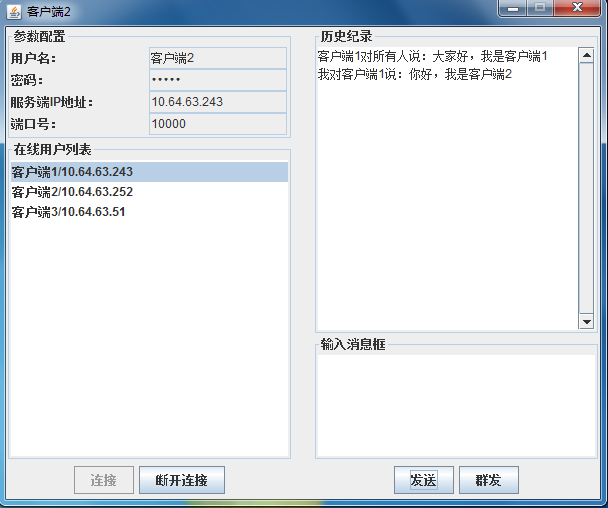 客户端2
参数配置
用户名：
客户端2
密码：
•••••
服务端IP地址：
10.64.63.243
端口号：
10000
在线用户列表
客户端1/10.64.63.243
客户端2/10.64.63.252
客户端3/10.64.63.51
连接
断开连接
历史纪录
客户端1对所有人说：大家好，我是客户端1
我对客户端1说：你好，我是客户端2
输入消息框
发送
群发